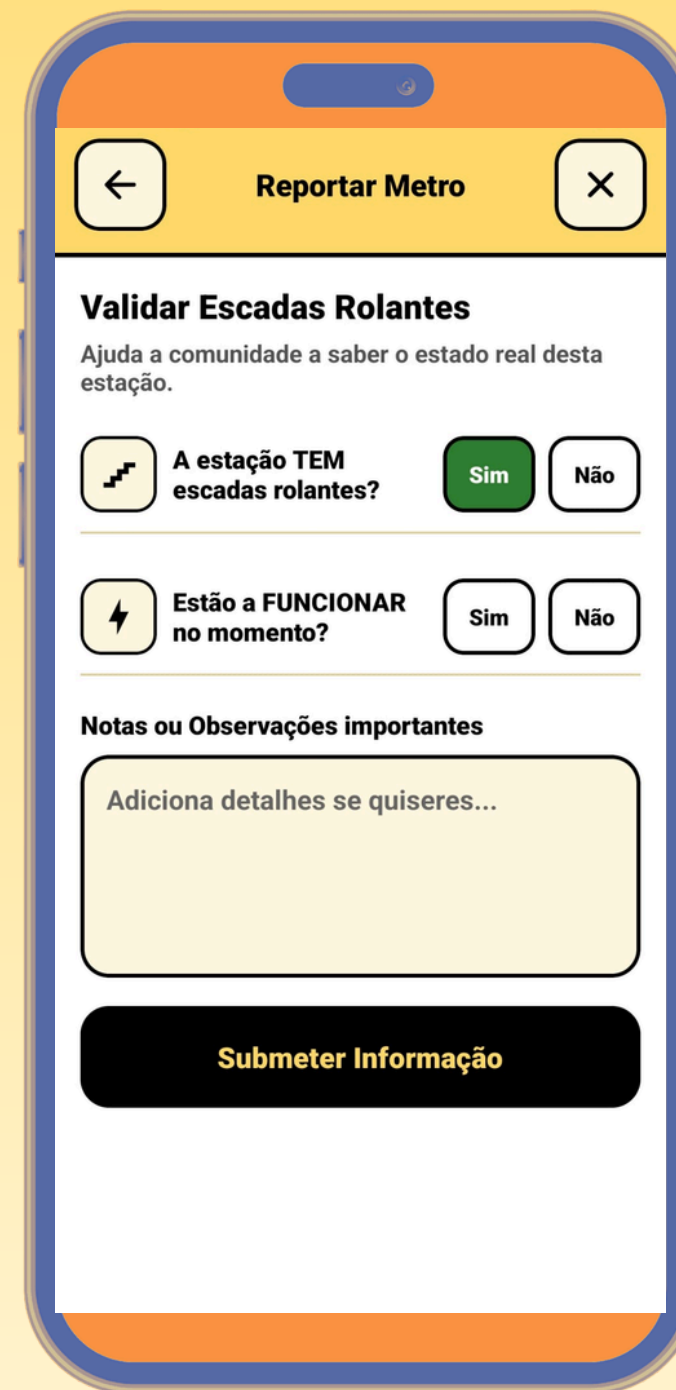 Reportar Metro
Validar Escadas Rolantes
Ajuda a comunidade a saber o estado real desta
estação.
A estação TEM
escadas rolantes?
Sim
Não
Estão a FUNCIONAR
no momento?
Sim
Não
Notas ou Observações importantes
Adiciona detalhes se quiseres...
Submeter Informação